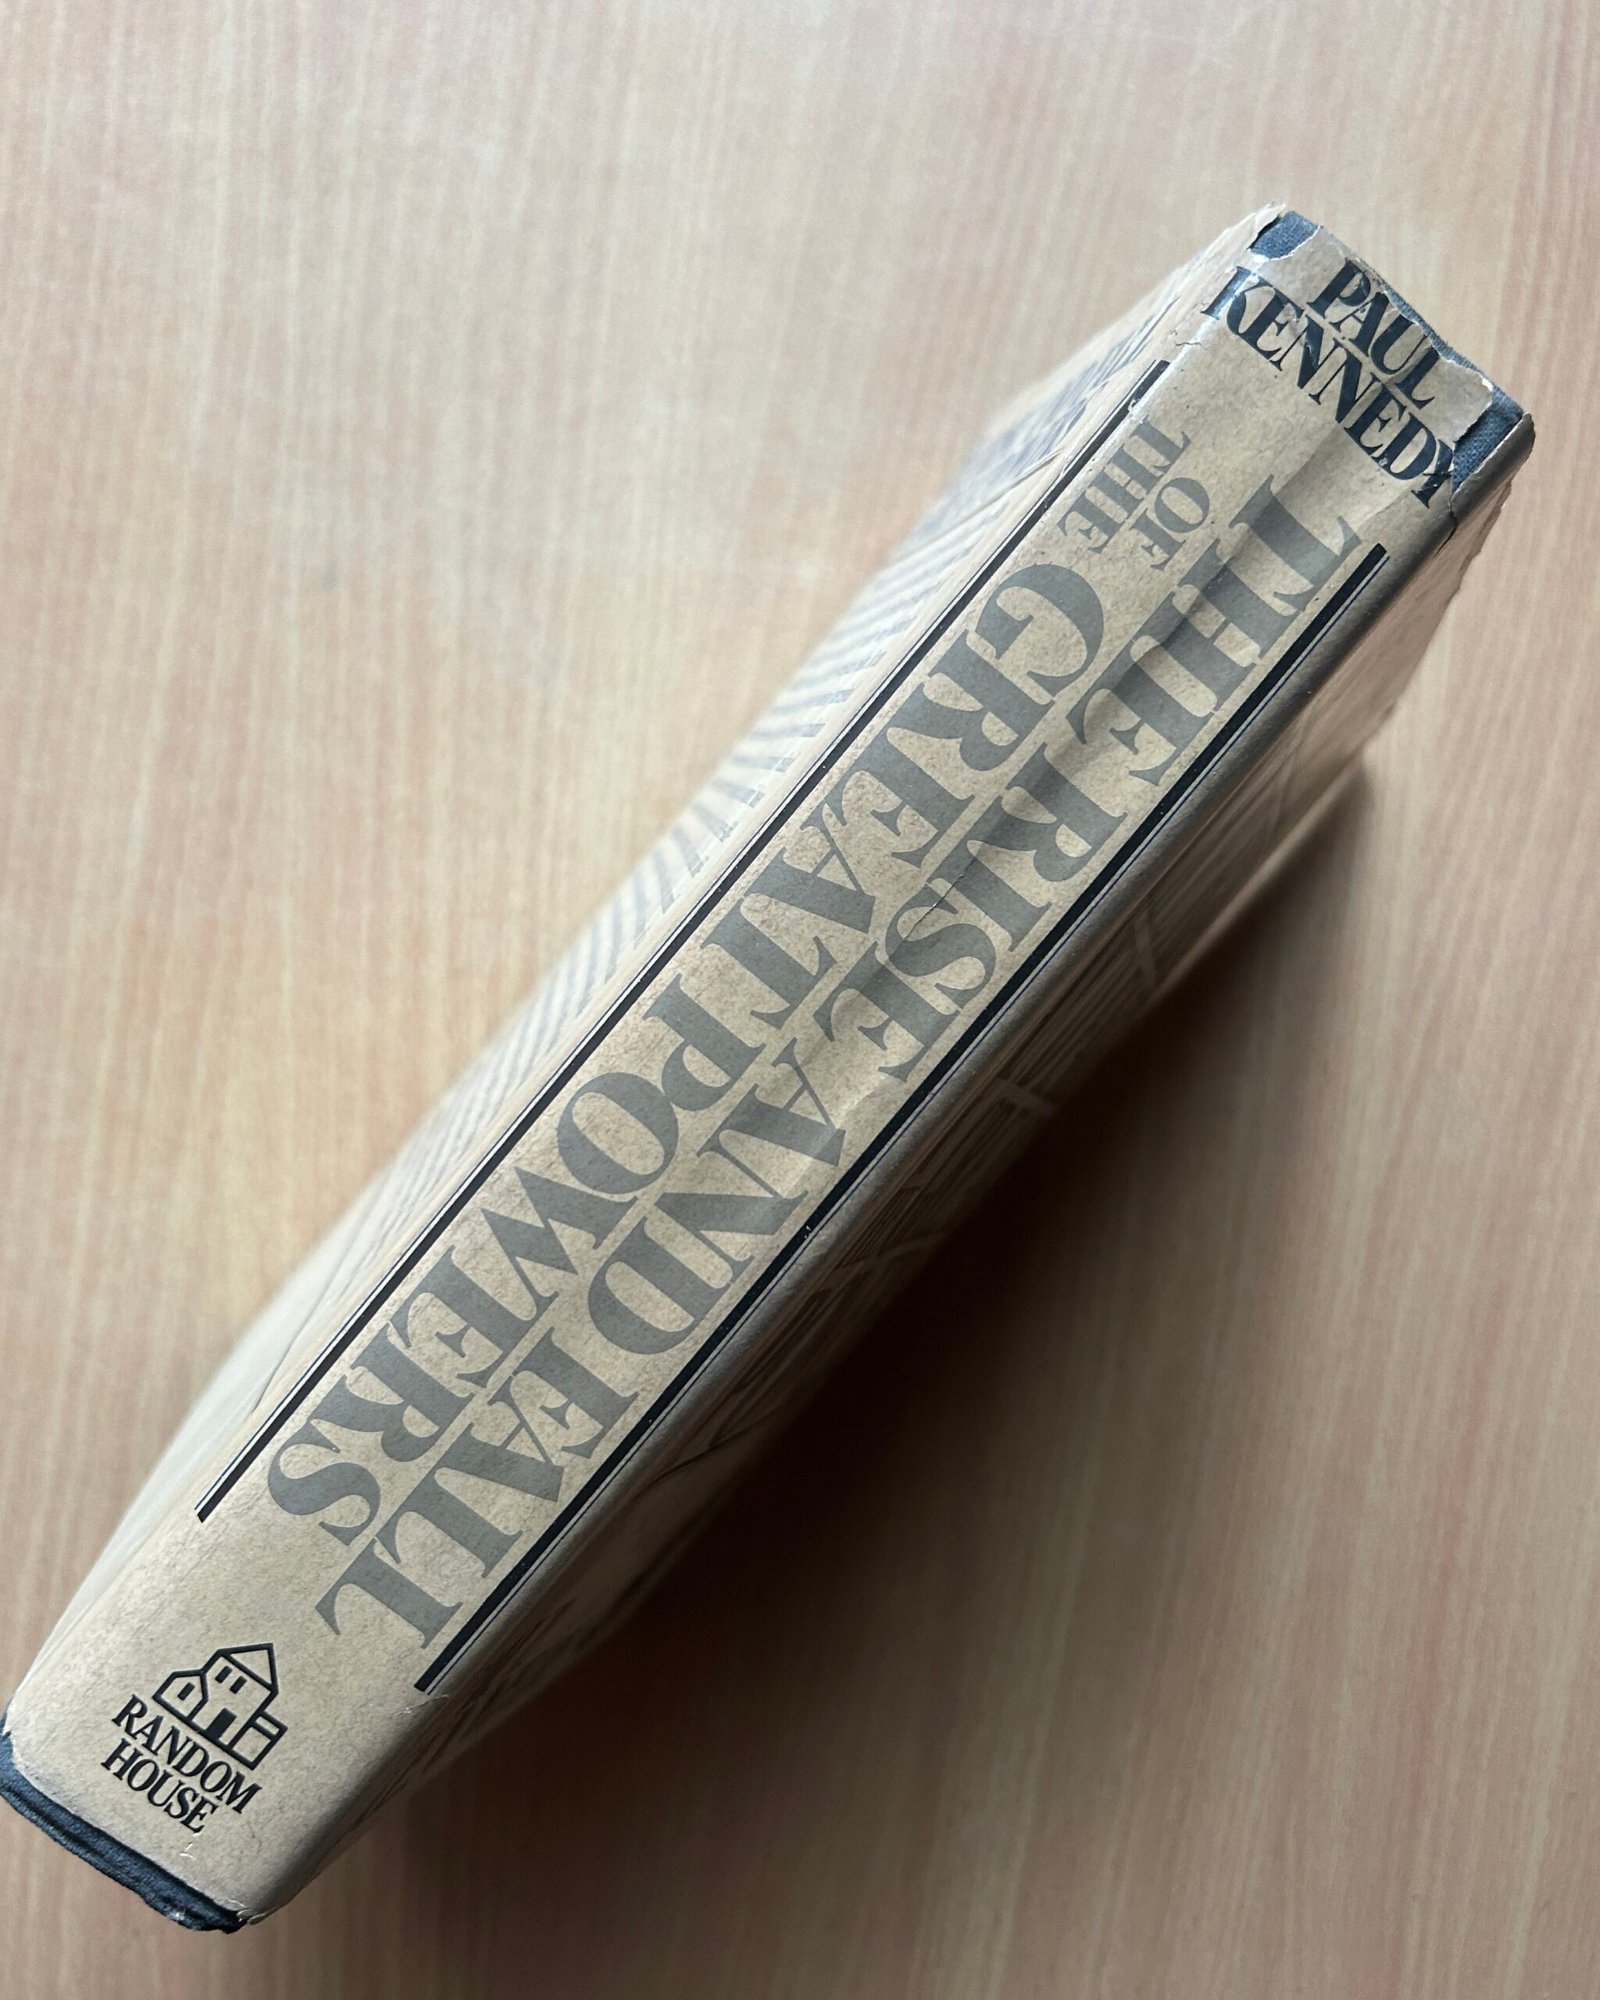 PAUL
KENNEDY
THE RISE AND FALL
OF THE GREAT POWERS
RANDOM
HOUSE